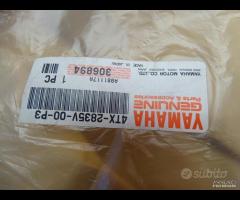 YAMAHA
GENUINE
Parts & Accessories
YAMAHA MOTOR CO.,LTD.
MADE IN JAPAN
A981117A
306894
1 PC
4TX-2835V-00-P3
subito